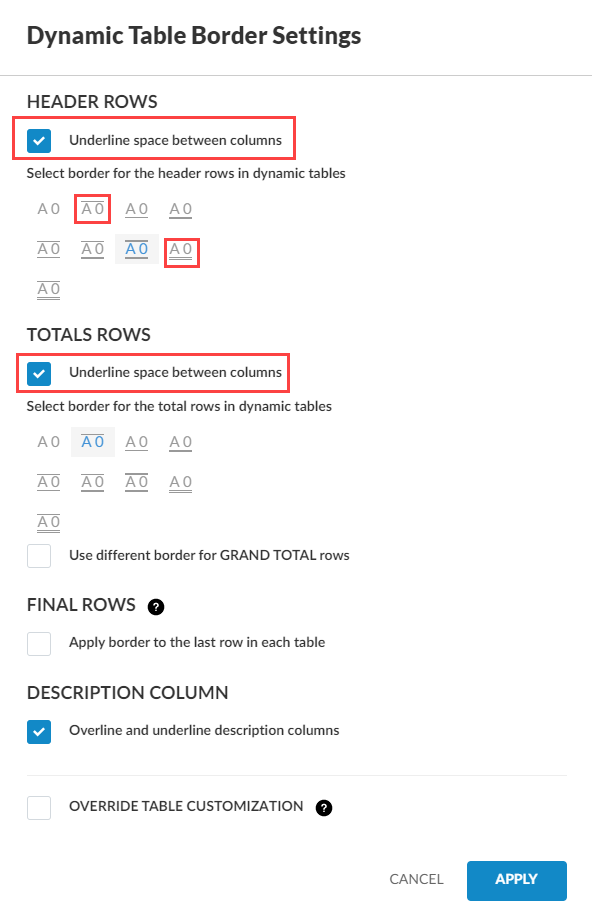 Dynamic Table Border Settings
HEADER ROWS
Underline space between columns
Select border for the header rows in dynamic tables
A 0 A 0 A 0 A 0
A 0 A 0 A 0 A 0
A 0
TOTALS ROWS
Underline space between columns
Select border for the total rows in dynamic tables
A 0 A 0 A 0 A 0
A 0 A 0 A 0 A 0
A 0
Use different border for GRAND TOTAL rows
FINAL ROWS ?
Apply border to the last row in each table
DESCRIPTION COLUMN
Overline and underline description columns
OVERRIDE TABLE CUSTOMIZATION ?
CANCEL APPLY